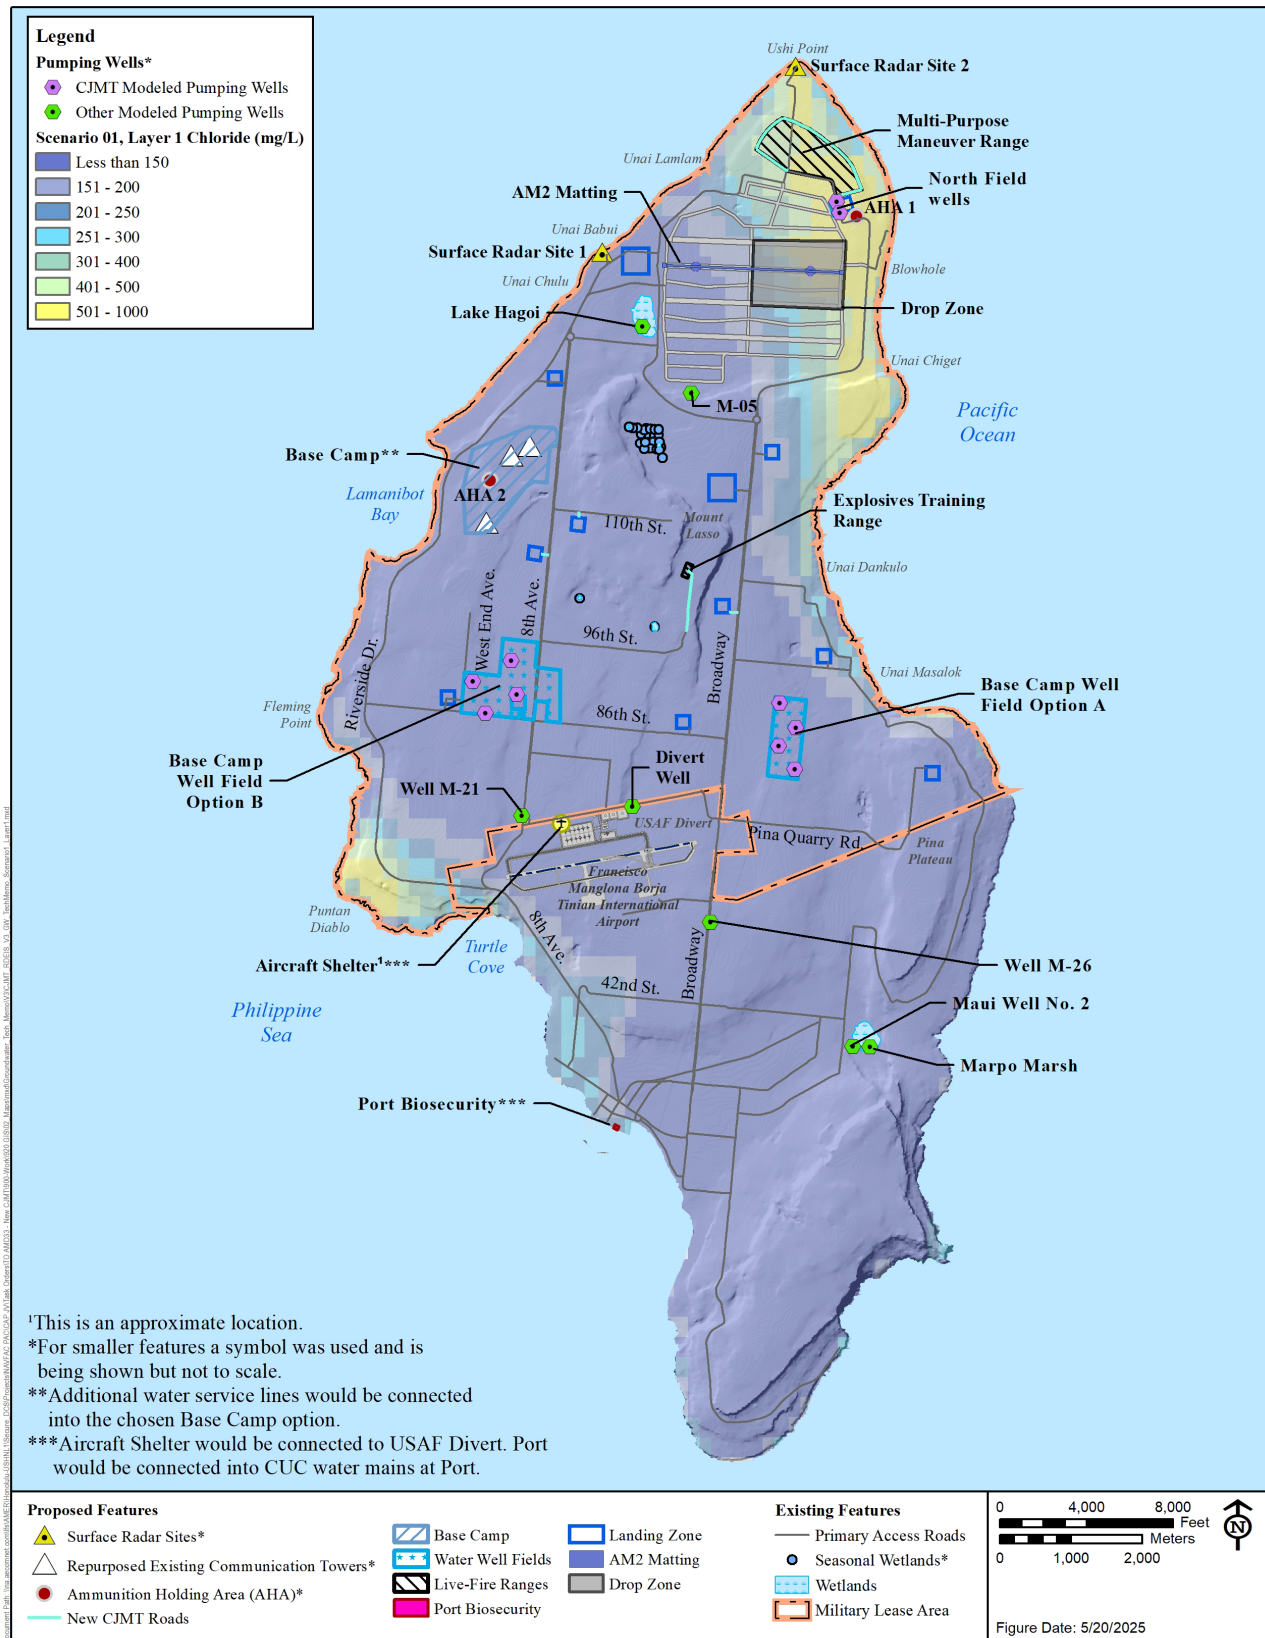 Legend
Pumping Wells*
CJMT Modeled Pumping Wells
Other Modeled Pumping Wells
Scenario 01, Layer 1 Chloride (mg/L)
Less than 150
151 - 200
201 - 250
251 - 300
301 - 400
401 - 500
501 - 1000
Ushi Point
Surface Radar Site 2
Multi-Purpose
Maneuver Range
Unai Lamlam
North Field
wells
AM2 Matting
AHA 1
Unai Babui
Surface Radar Site 1
Blowhole
Unai Chulu
Drop Zone
Lake Hagoi
Unai Chiget
M-05
Pacific
Ocean
Base Camp**
AHA 2
Lamanibot
Bay
Explosives Training
Range
110th St.
Mount
Lasso
Unai Dankulo
West End Ave.
8th Ave.
96th St.
Broadway
Riverside Dr.
Unai Masalok
Base Camp Well
Field Option A
Fleming
Point
86th St.
Base Camp
Well Field
Option B
Divert
Well
Well M-21
USAF Divert
Pina Quarry Rd.
Pina
Plateau
Francisco
Manglona Borja
Tinian International
Airport
Puntan
Diablo
8th Ave.
Turtle
Cove
Aircraft Shelter¹***
Broadway
Well M-26
42nd St.
Maui Well No. 2
Philippine
Sea
Marpo Marsh
Port Biosecurity***
¹This is an approximate location.
*For smaller features a symbol was used and is
being shown but not to scale.
**Additional water service lines would be connected
into the chosen Base Camp option.
***Aircraft Shelter would be connected to USAF Divert. Port
would be connected into CUC water mains at Port.
Proposed Features
Surface Radar Sites*
Repurposed Existing Communication Towers*
Ammunition Holding Area (AHA)*
New CJMT Roads
Base Camp
Water Well Fields
Live-Fire Ranges
Port Biosecurity
Landing Zone
AM2 Matting
Drop Zone
Existing Features
Primary Access Roads
Seasonal Wetlands*
Wetlands
Military Lease Area
0 4,000 8,000
Feet
Meters
0 1,000 2,000
N
Figure Date: 5/20/2025